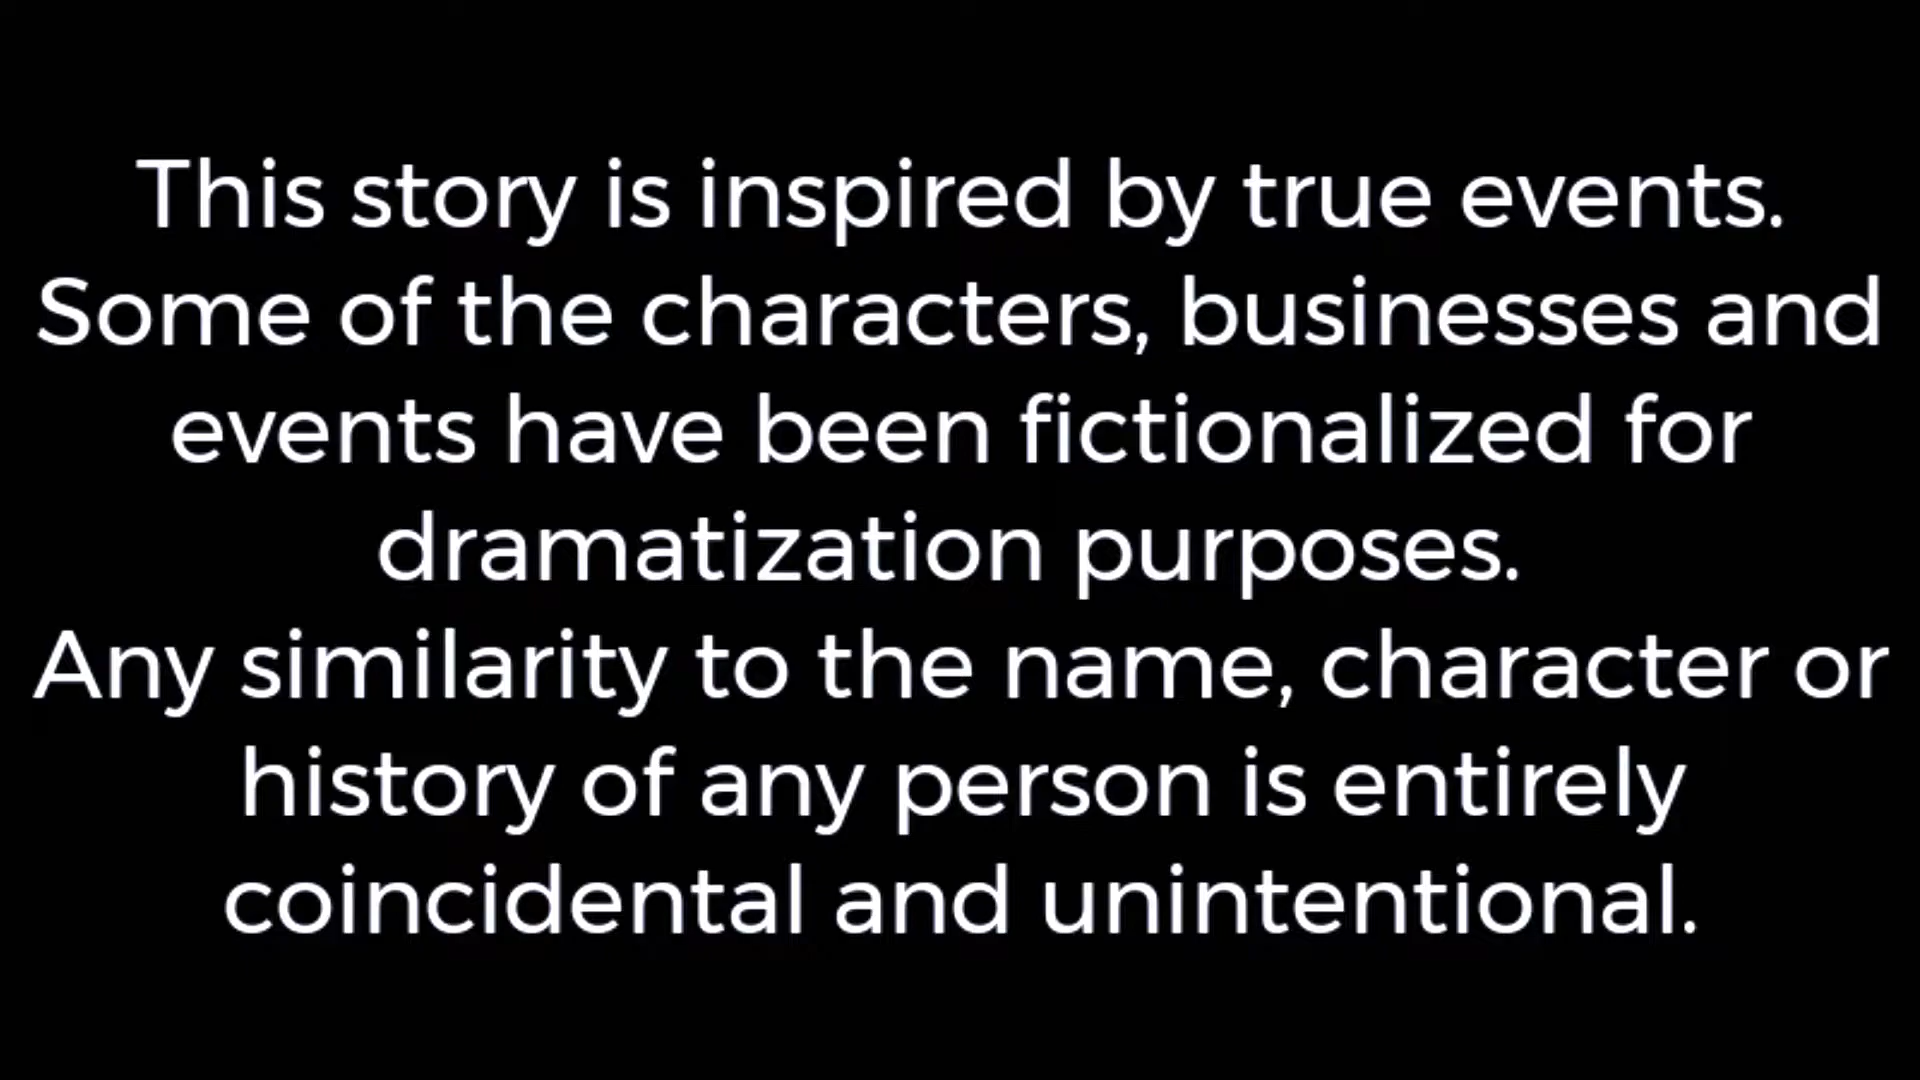 This story is inspired by true events.
Some of the characters, businesses and
events have been fictionalized for
dramatization purposes.
Any similarity to the name, character or
history of any person is entirely
coincidental and unintentional.